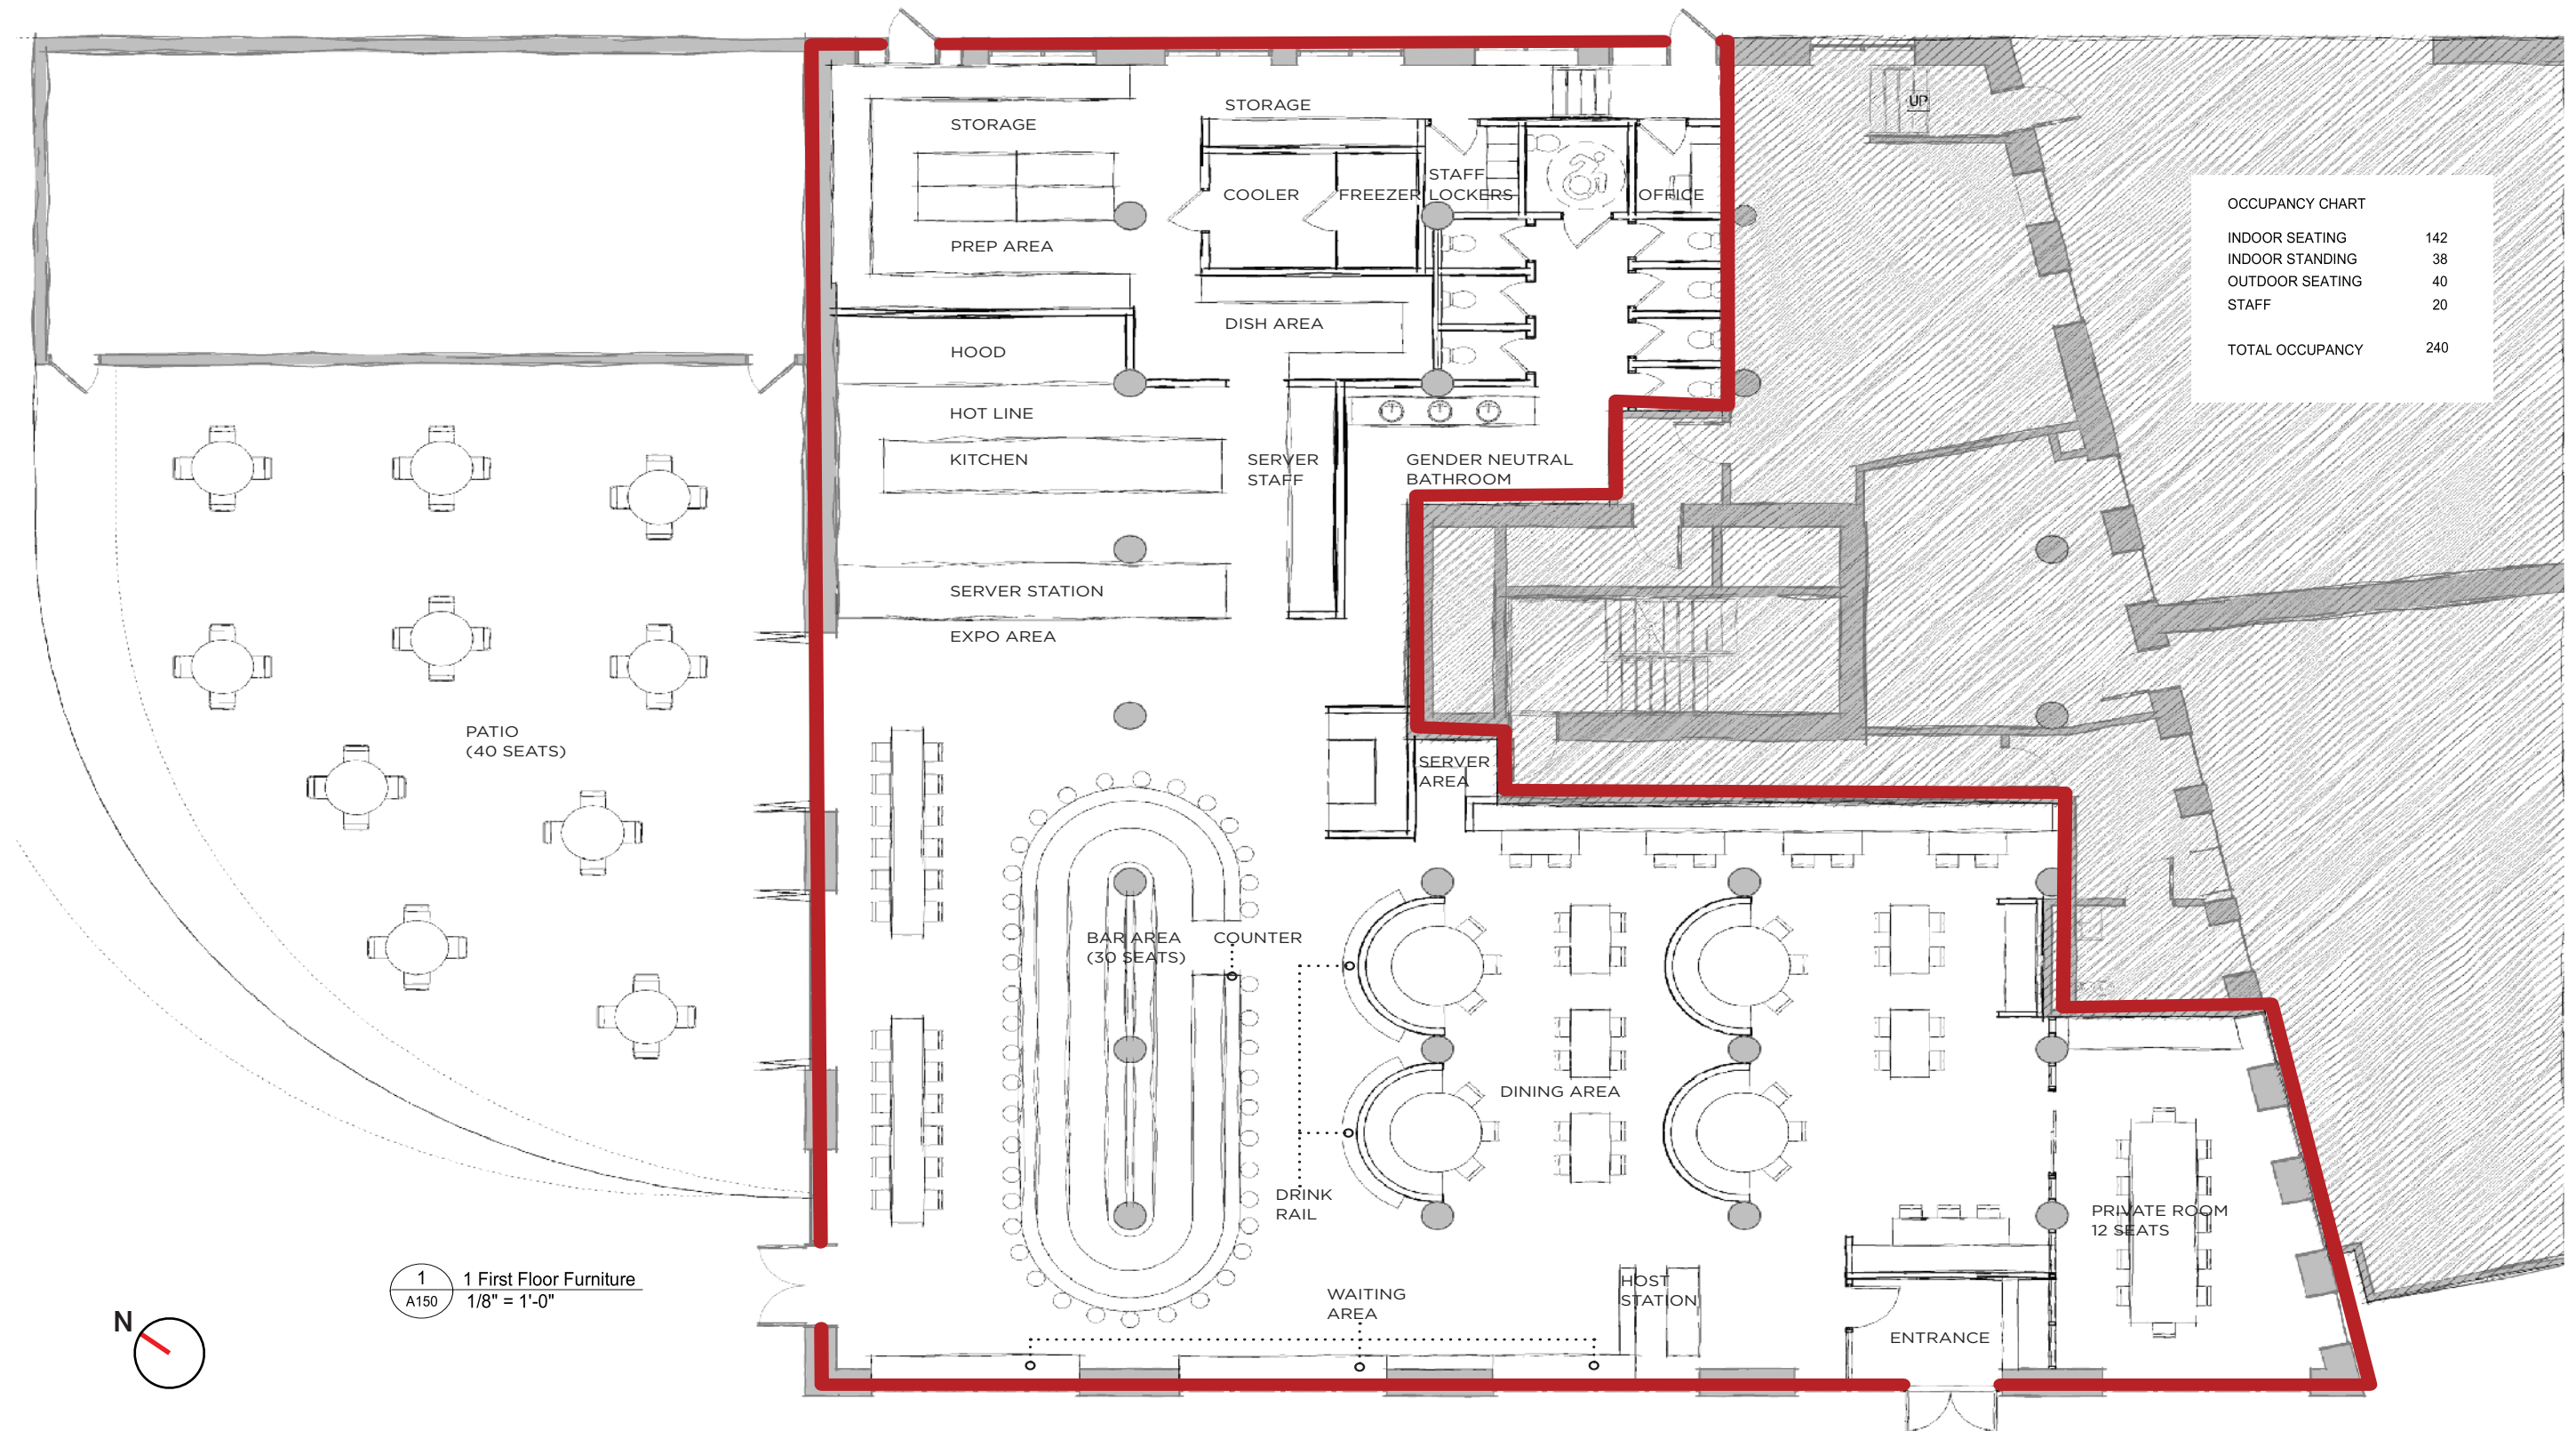 UP
OCCUPANCY CHART
INDOOR SEATING 142
INDOOR STANDING 38
OUTDOOR SEATING 40
STAFF 20
TOTAL OCCUPANCY 240
STORAGE
STORAGE
COOLER
FREEZER
STAFF
LOCKERS
OFFICE
PREP AREA
DISH AREA
HOOD
HOT LINE
KITCHEN
SERVER
STAFF
GENDER NEUTRAL
BATHROOM
SERVER STATION
EXPO AREA
PATIO
(40 SEATS)
SERVER
AREA
BAR AREA
(30 SEATS)
COUNTER
DINING AREA
DRINK
RAIL
PRIVATE ROOM
12 SEATS
HOST
STATION
WAITING
AREA
ENTRANCE
1
A150
1 First Floor Furniture
1/8" = 1'-0"
N